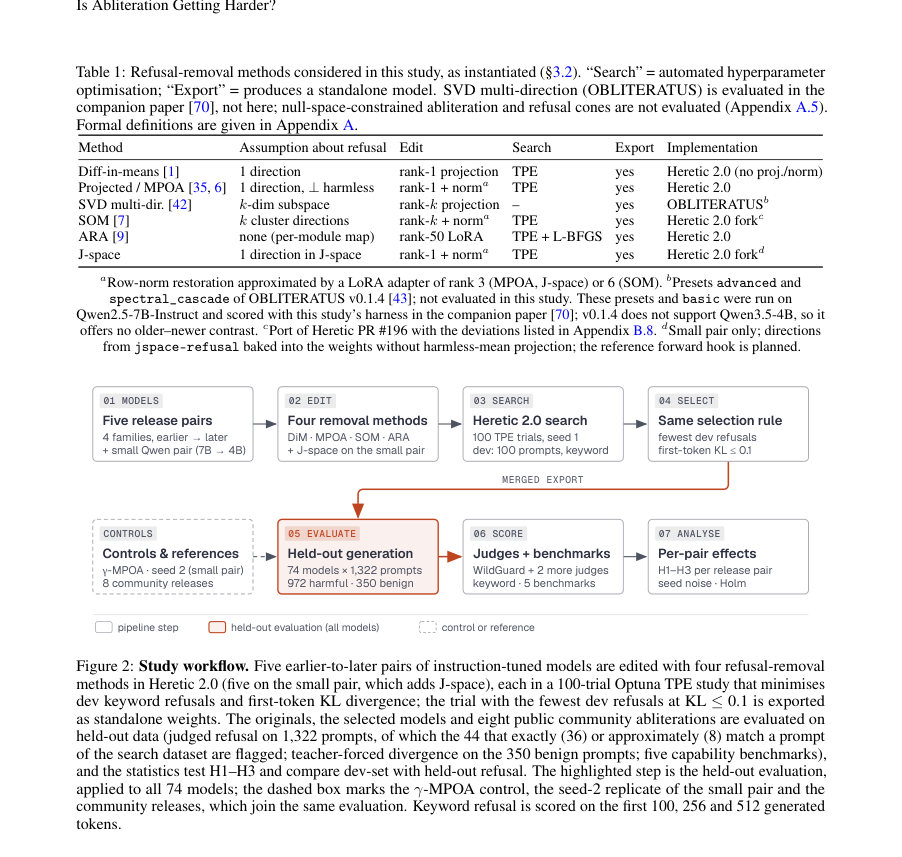 Is Abliteration Getting Harder?
Table 1: Refusal-removal methods considered in this study, as instantiated (§3.2). “Search” = automated hyperparameter
optimisation; “Export” = produces a standalone model. SVD multi-direction (OBLITERATUS) is evaluated in the
companion paper [70], not here; null-space-constrained abliteration and refusal cones are not evaluated (Appendix A.5).
Formal definitions are given in Appendix A.
Method Assumption about refusal Edit Search Export Implementation
Diff-in-means [1] 1 direction rank-1 projection TPE yes Heretic 2.0 (no proj./norm)
Projected / MPOA [35, 6] 1 direction, ⊥ harmless rank-1 + normᵃ TPE yes Heretic 2.0
SVD multi-dir. [42] k-dim subspace rank-k projection – yes OBLITERATUSᵇ
SOM [7] k cluster directions rank-k + normᵃ TPE yes Heretic 2.0 forkᶜ
ARA [9] none (per-module map) rank-50 LoRA TPE + L-BFGS yes Heretic 2.0
J-space 1 direction in J-space rank-1 + normᵃ TPE yes Heretic 2.0 forkᵈ
ᵃRow-norm restoration approximated by a LoRA adapter of rank 3 (MPOA, J-space) or 6 (SOM). ᵇPresets advanced and
spectral_cascade of OBLITERATUS v0.1.4 [43]; not evaluated in this study. These presets and basic were run on
Qwen2.5-7B-Instruct and scored with this study’s harness in the companion paper [70]; v0.1.4 does not support Qwen3.5-4B, so it
offers no older–newer contrast. ᶜPort of Heretic PR #196 with the deviations listed in Appendix B.8. ᵈSmall pair only; directions
from jspace-refusal baked into the weights without harmless-mean projection; the reference forward hook is planned.
01 MODELS
Five release pairs
4 families, earlier → later
+ small Qwen pair (7B → 4B)
02 EDIT
Four removal methods
DiM · MPOA · SOM · ARA
+ J-space on the small pair
03 SEARCH
Heretic 2.0 search
100 TPE trials, seed 1
dev: 100 prompts, keyword
04 SELECT
Same selection rule
fewest dev refusals
first-token KL ≤ 0.1
MERGED EXPORT
CONTROLS
Controls & references
γ-MPOA · seed 2 (small pair)
8 community releases
05 EVALUATE
Held-out generation
74 models × 1,322 prompts
972 harmful · 350 benign
06 SCORE
Judges + benchmarks
WildGuard + 2 more judges
keyword · 5 benchmarks
07 ANALYSE
Per-pair effects
H1–H3 per release pair
seed noise · Holm
pipeline step
held-out evaluation (all models)
control or reference
Figure 2: Study workflow. Five earlier-to-later pairs of instruction-tuned models are edited with four refusal-removal
methods in Heretic 2.0 (five on the small pair, which adds J-space), each in a 100-trial Optuna TPE study that minimises
dev keyword refusals and first-token KL divergence; the trial with the fewest dev refusals at KL ≤ 0.1 is exported
as standalone weights. The originals, the selected models and eight public community abliterations are evaluated on
held-out data (judged refusal on 1,322 prompts, of which the 44 that exactly (36) or approximately (8) match a prompt
of the search dataset are flagged; teacher-forced divergence on the 350 benign prompts; five capability benchmarks),
and the statistics test H1–H3 and compare dev-set with held-out refusal. The highlighted step is the held-out evaluation,
applied to all 74 models; the dashed box marks the γ-MPOA control, the seed-2 replicate of the small pair and the
community releases, which join the same evaluation. Keyword refusal is scored on the first 100, 256 and 512 generated
tokens.